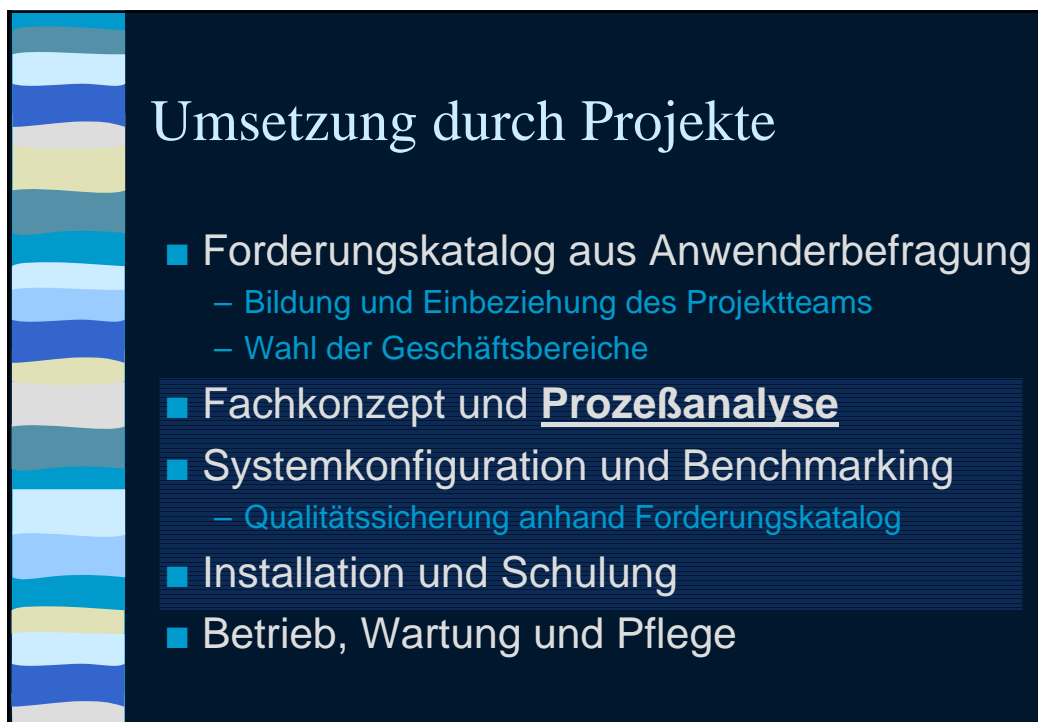 Umsetzung durch Projekte
■ Forderungskatalog aus Anwenderbefragung
– Bildung und Einbeziehung des Projektteams
– Wahl der Geschäftsbereiche
■ Fachkonzept und Prozeßanalyse
■ Systemkonfiguration und Benchmarking
– Qualitätssicherung anhand Forderungskatalog
■ Installation und Schulung
■ Betrieb, Wartung und Pflege